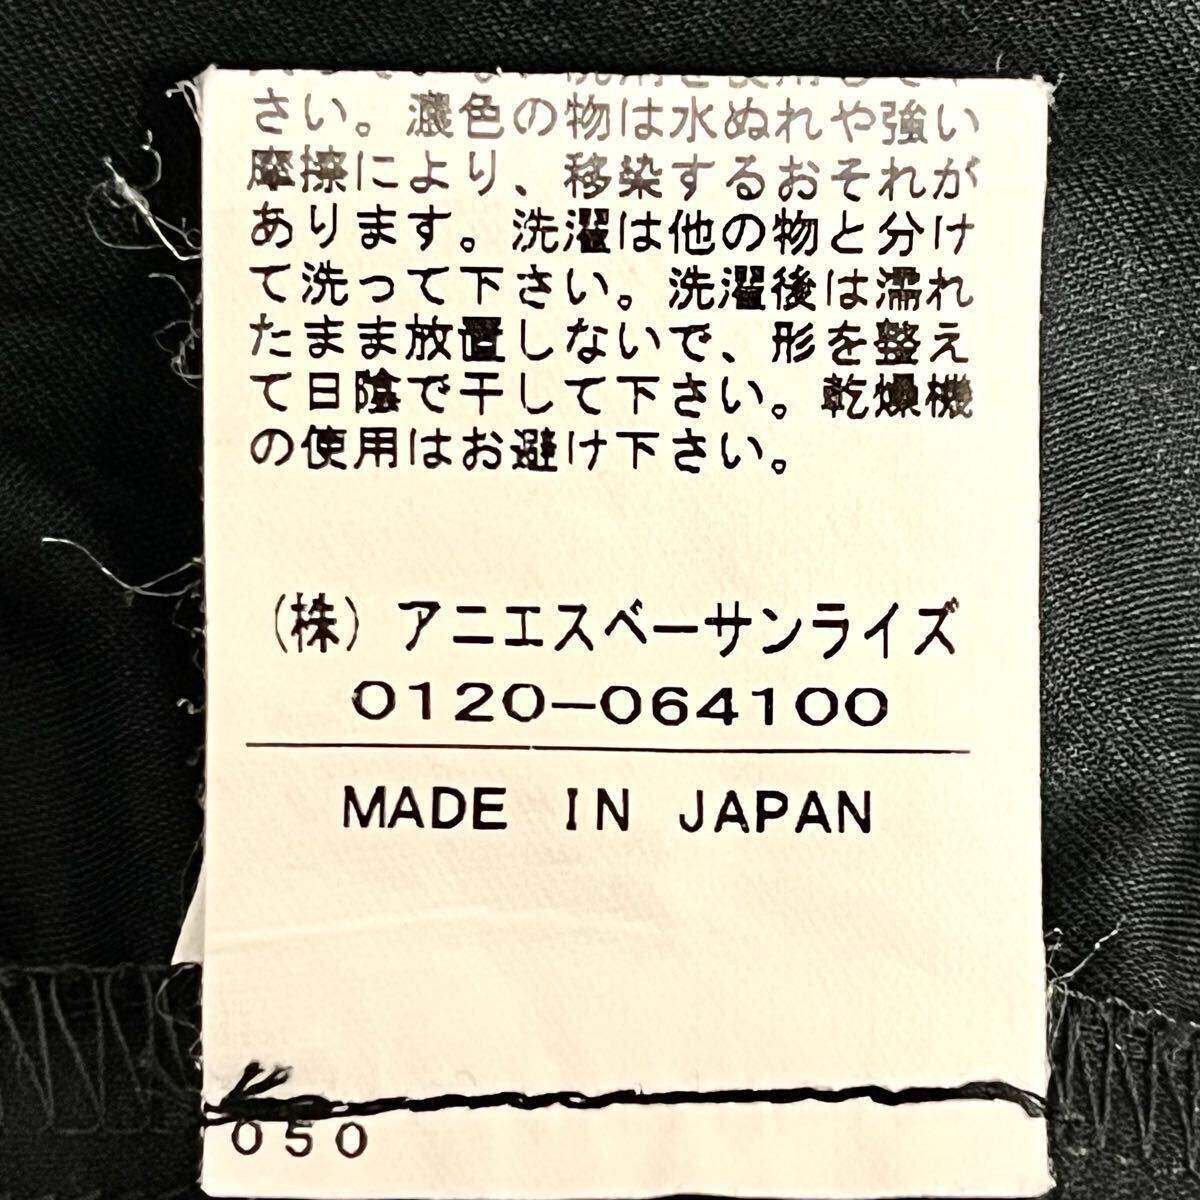 さい。濃色の物は水ぬれや強い
摩擦により、移染するおそれが
あります。洗濯は他の物と分け
て洗って下さい。洗濯後は濡れ
たまま放置しないで、形を整え
て日陰で干して下さい。乾燥機
の使用はお避け下さい。
(株)アニエスベーサンライズ
0120-064100
MADE IN JAPAN
050